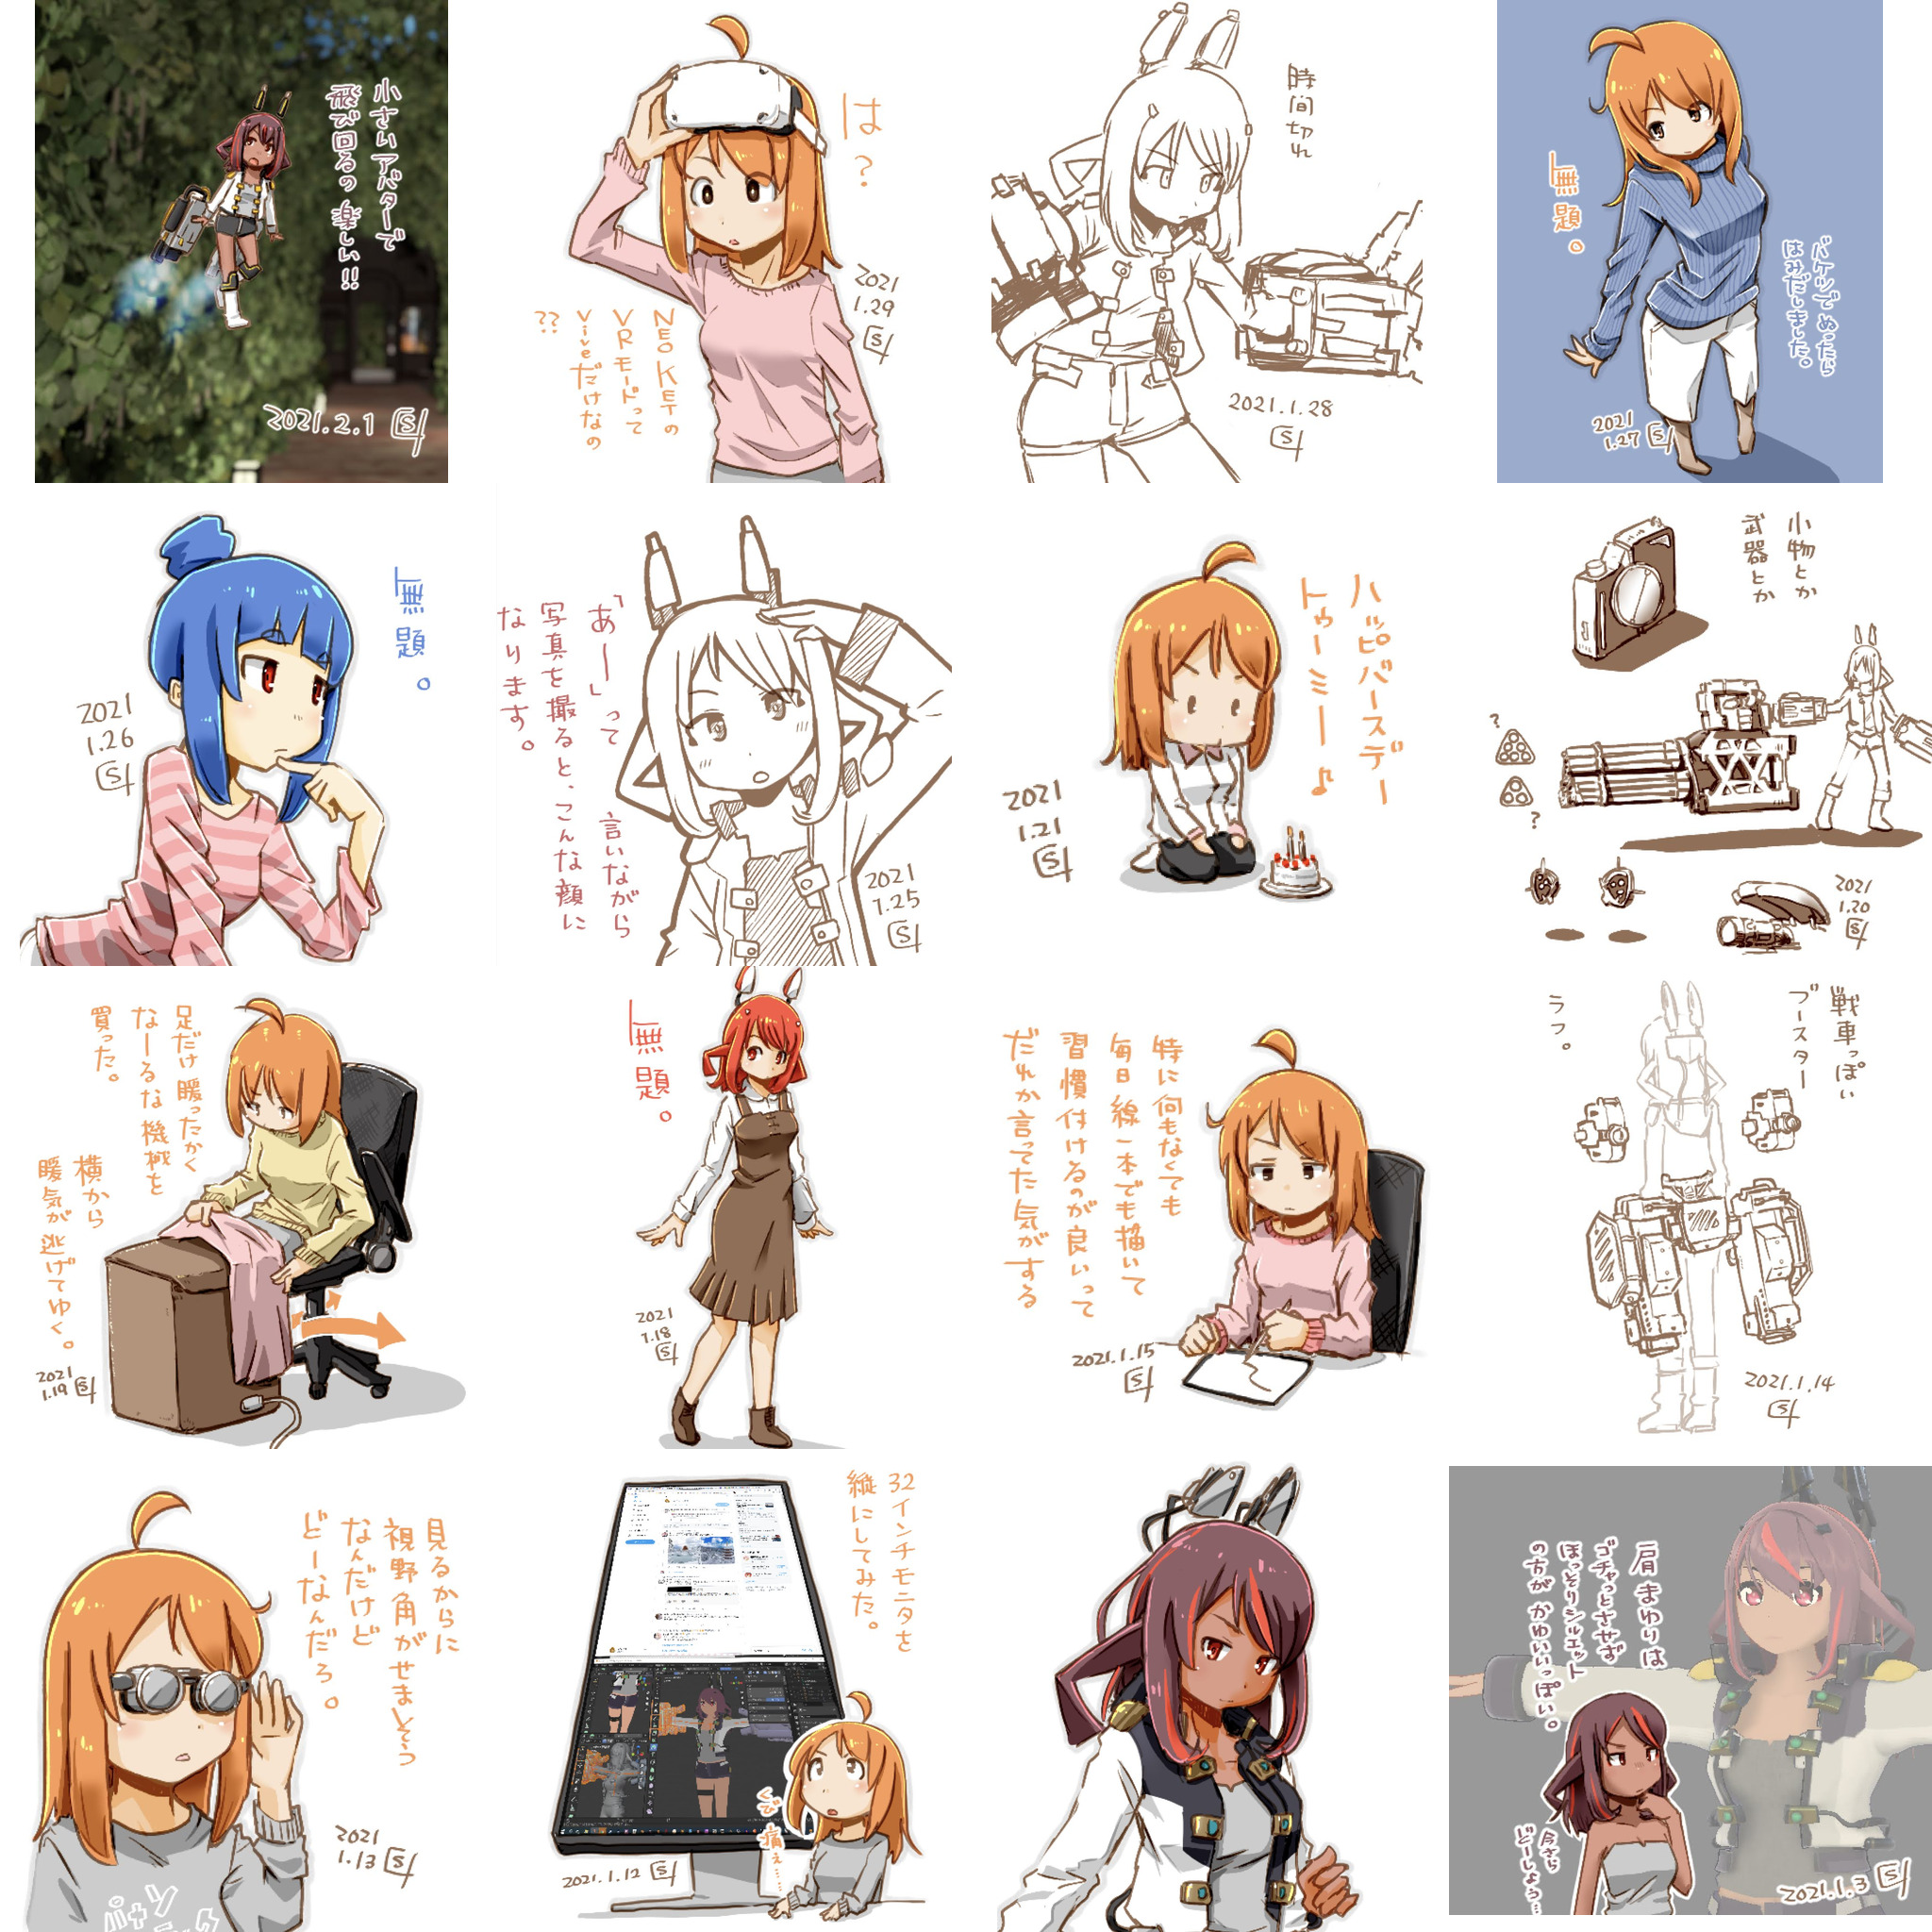 小さいアバターで
飛び回るの楽しい!!
2021.2.1
は?
NEOKETの
VRモードって
Viveだけなの
??
2021
1.29
時間切れ
2021.1.28
無題。
バケツでぬったら
はみだしました。
2021
1.27
無題。
2021
1.26
「あー」って言いながら
写真を撮ると、こんな顔に
なります。
2021
1.25
ハッピバースデー
トゥーミー♪
2021
1.21
小物とか
武器とか
?
?
2021
1.20
足だけ暖ったかく
なーるな機械を
買った。
横から
暖気が逃げてゆく。
2021
1.19
無題。
2021
1.18
特に何もなくても
毎日線一本でも描いて
習慣付けるのが良いって
だれか言ってた気がする
2021.1.15
戦車っぽい
ブースター
ラフ。
2021.1.14
見るからに
視野角がせまそう
なんだけど
どーなんだろ。
2021
1.13
32インチモニタを
縦にしてみた。
くび
痛ぇ……
2021.1.12
肩まわりは
ゴチャっとさせず
ほっそりシルエット
の方がかわいいっぽい。
今さら
どーしよう…
2021.1.3